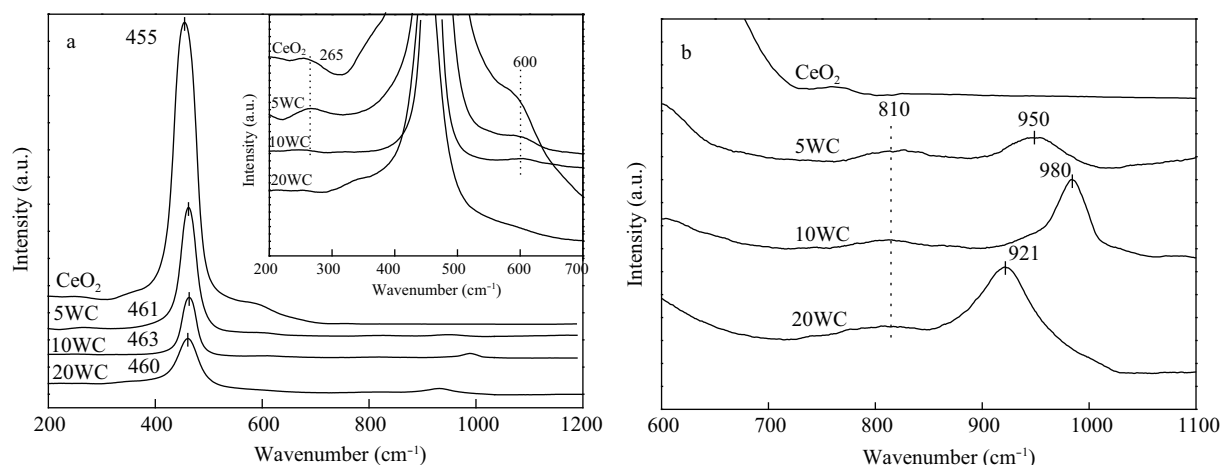 a
455
CeO₂
5WC
461
10WC
463
20WC
460
200 400 600 800 1000 1200
Wavenumber (cm⁻¹)
Intensity (a.u.)
CeO₂
265
600
5WC
10WC
20WC
200 300 400 500 600 700
Wavenumber (cm⁻¹)
Intensity (a.u.)
b
CeO₂
810
950
5WC
980
10WC
921
20WC
600 700 800 900 1000 1100
Wavenumber (cm⁻¹)
Intensity (a.u.)